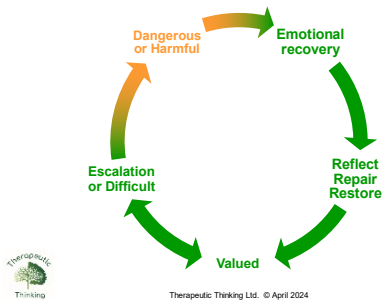 Dangerous
or Harmful
Emotional
recovery
Escalation
or Difficult
Reflect
Repair
Restore
Valued
Therapeutic
Thinking
Therapeutic Thinking Ltd. © April 2024